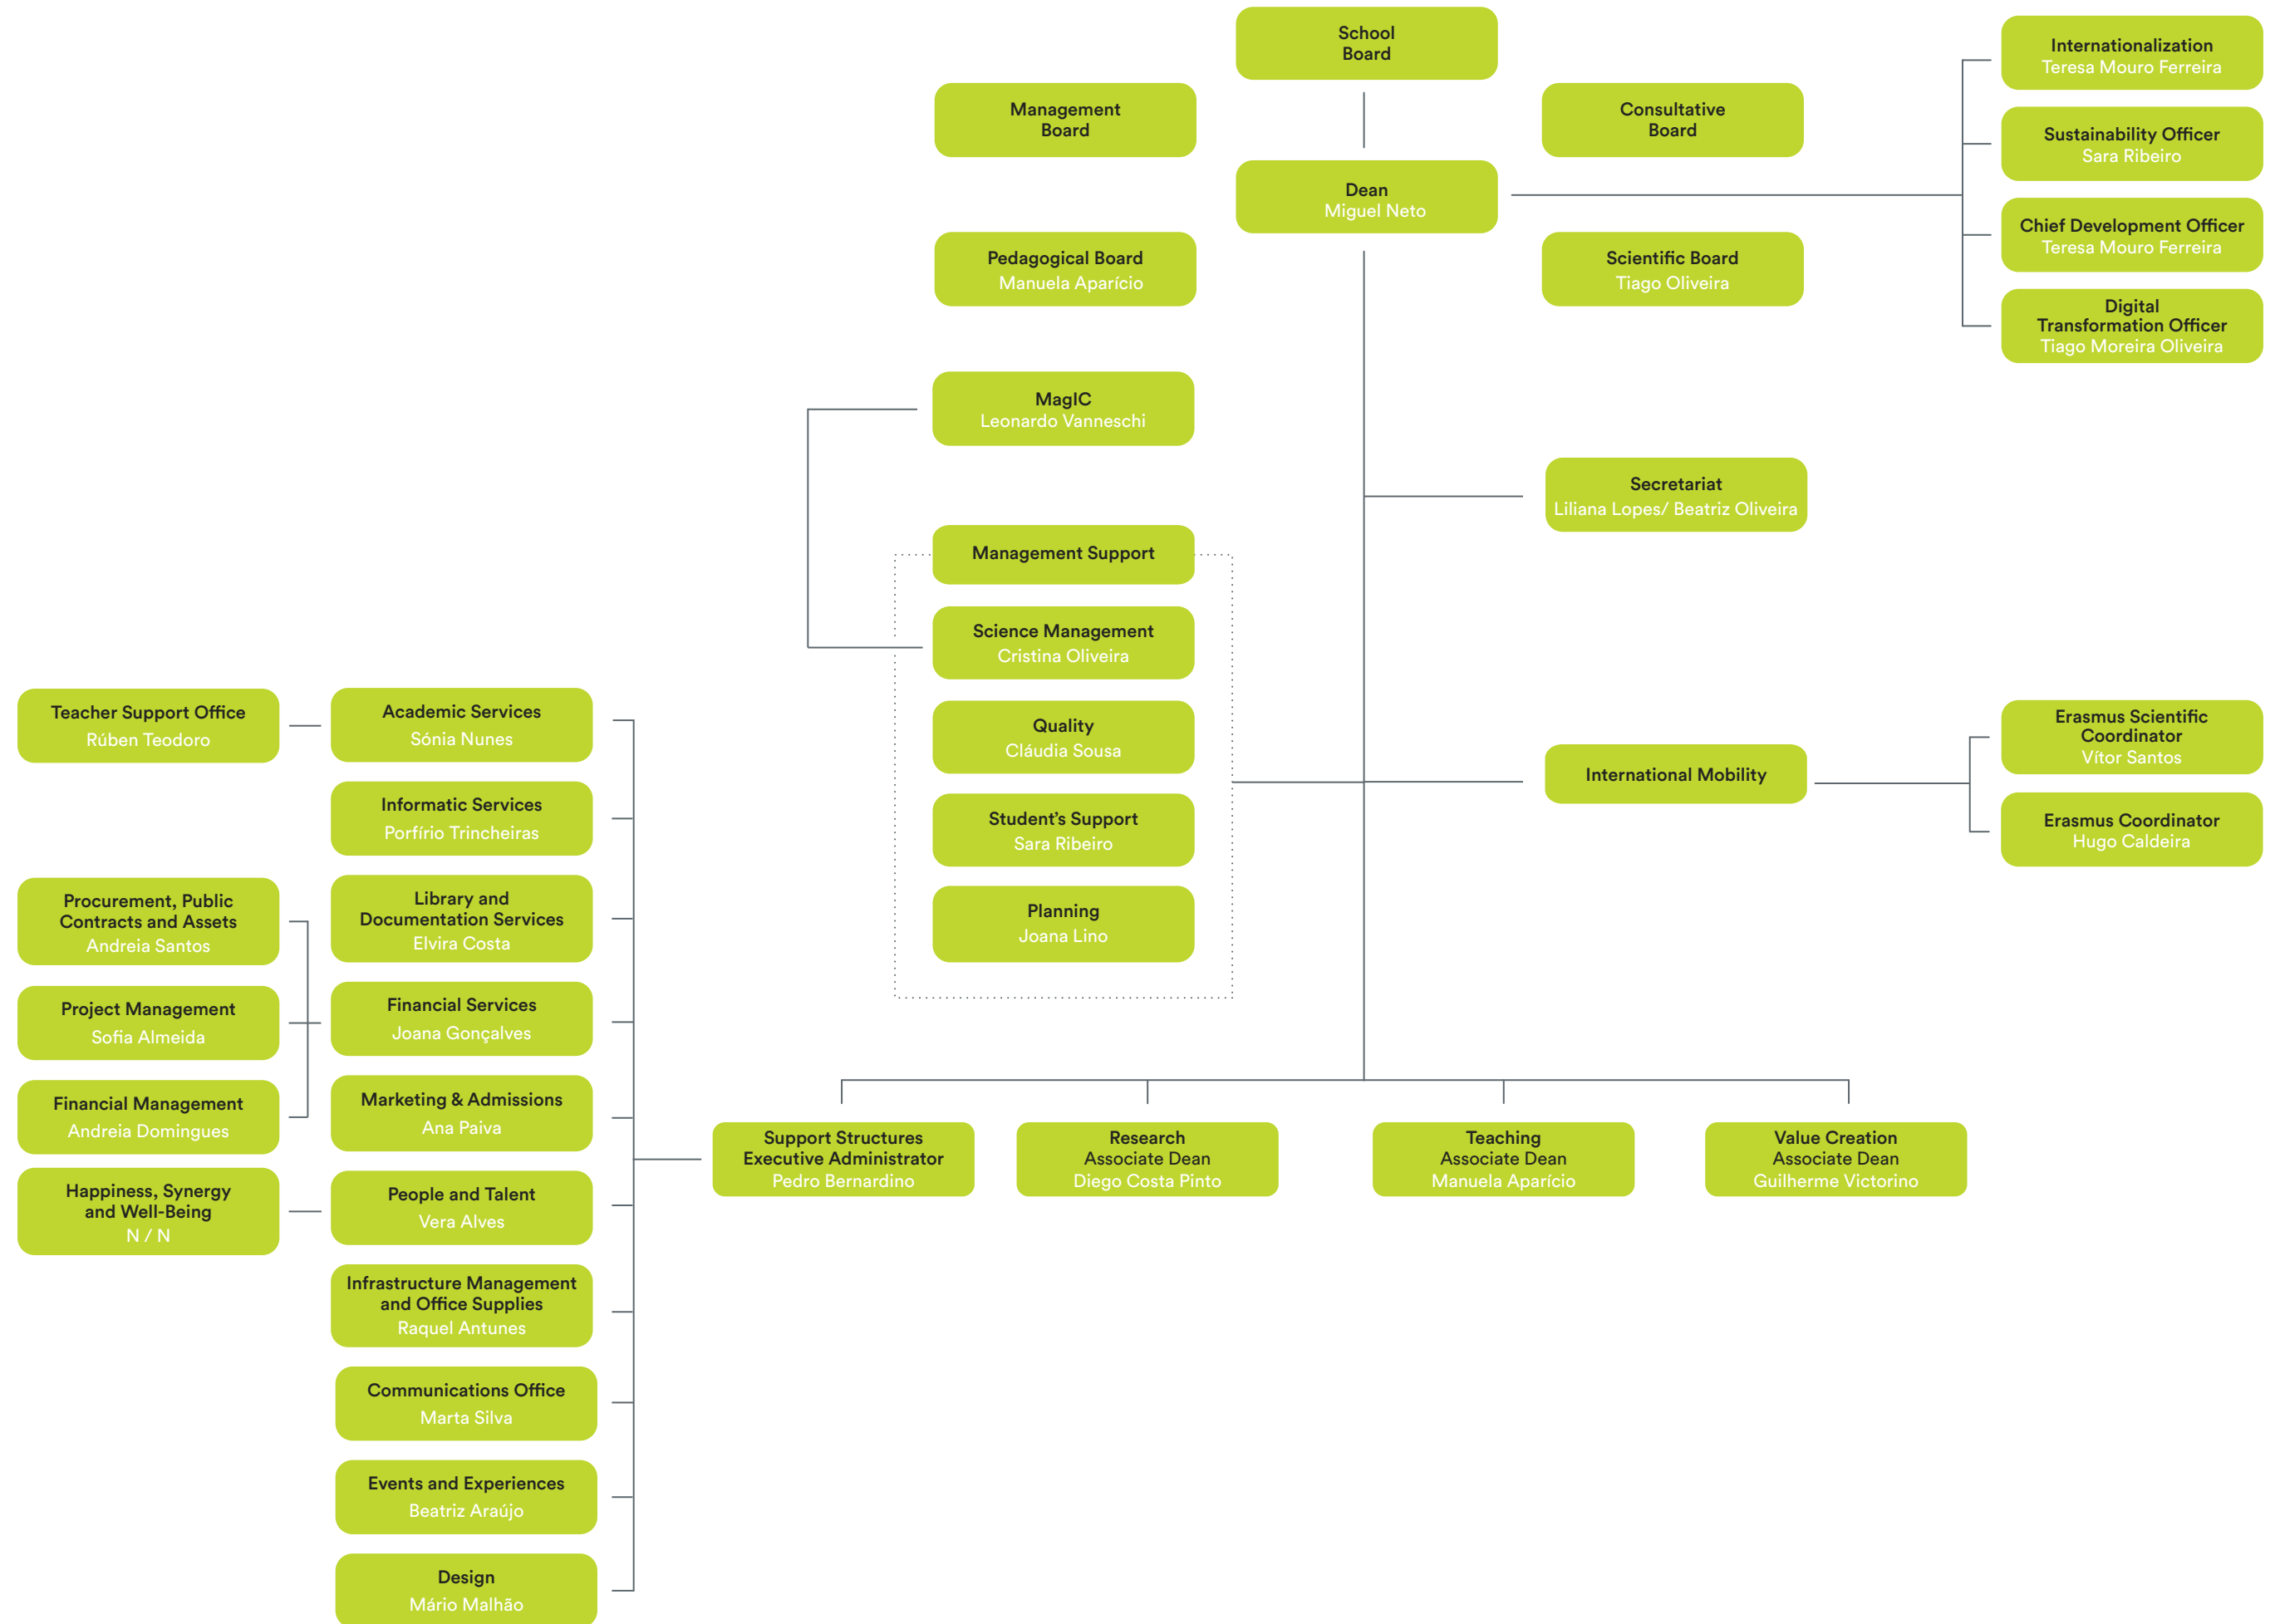 School
Board
Management
Board
Consultative
Board
Dean
Miguel Neto
Pedagogical Board
Manuela Aparício
Scientific Board
Tiago Oliveira
Internationalization
Teresa Mouro Ferreira
Sustainability Officer
Sara Ribeiro
Chief Development Officer
Teresa Mouro Ferreira
Digital
Transformation Officer
Tiago Moreira Oliveira
MagIC
Leonardo Vanneschi
Secretariat
Liliana Lopes/ Beatriz Oliveira
Management Support
Science Management
Cristina Oliveira
Quality
Cláudia Sousa
Student’s Support
Sara Ribeiro
Planning
Joana Lino
International Mobility
Erasmus Scientific
Coordinator
Vítor Santos
Erasmus Coordinator
Hugo Caldeira
Teacher Support Office
Rúben Teodoro
Academic Services
Sónia Nunes
Informatic Services
Porfírio Trincheiras
Procurement, Public
Contracts and Assets
Andreia Santos
Library and
Documentation Services
Elvira Costa
Project Management
Sofia Almeida
Financial Services
Joana Gonçalves
Financial Management
Andreia Domingues
Marketing & Admissions
Ana Paiva
Happiness, Synergy
and Well-Being
N / N
People and Talent
Vera Alves
Infrastructure Management
and Office Supplies
Raquel Antunes
Communications Office
Marta Silva
Events and Experiences
Beatriz Araújo
Design
Mário Malhão
Support Structures
Executive Administrator
Pedro Bernardino
Research
Associate Dean
Diego Costa Pinto
Teaching
Associate Dean
Manuela Aparício
Value Creation
Associate Dean
Guilherme Victorino